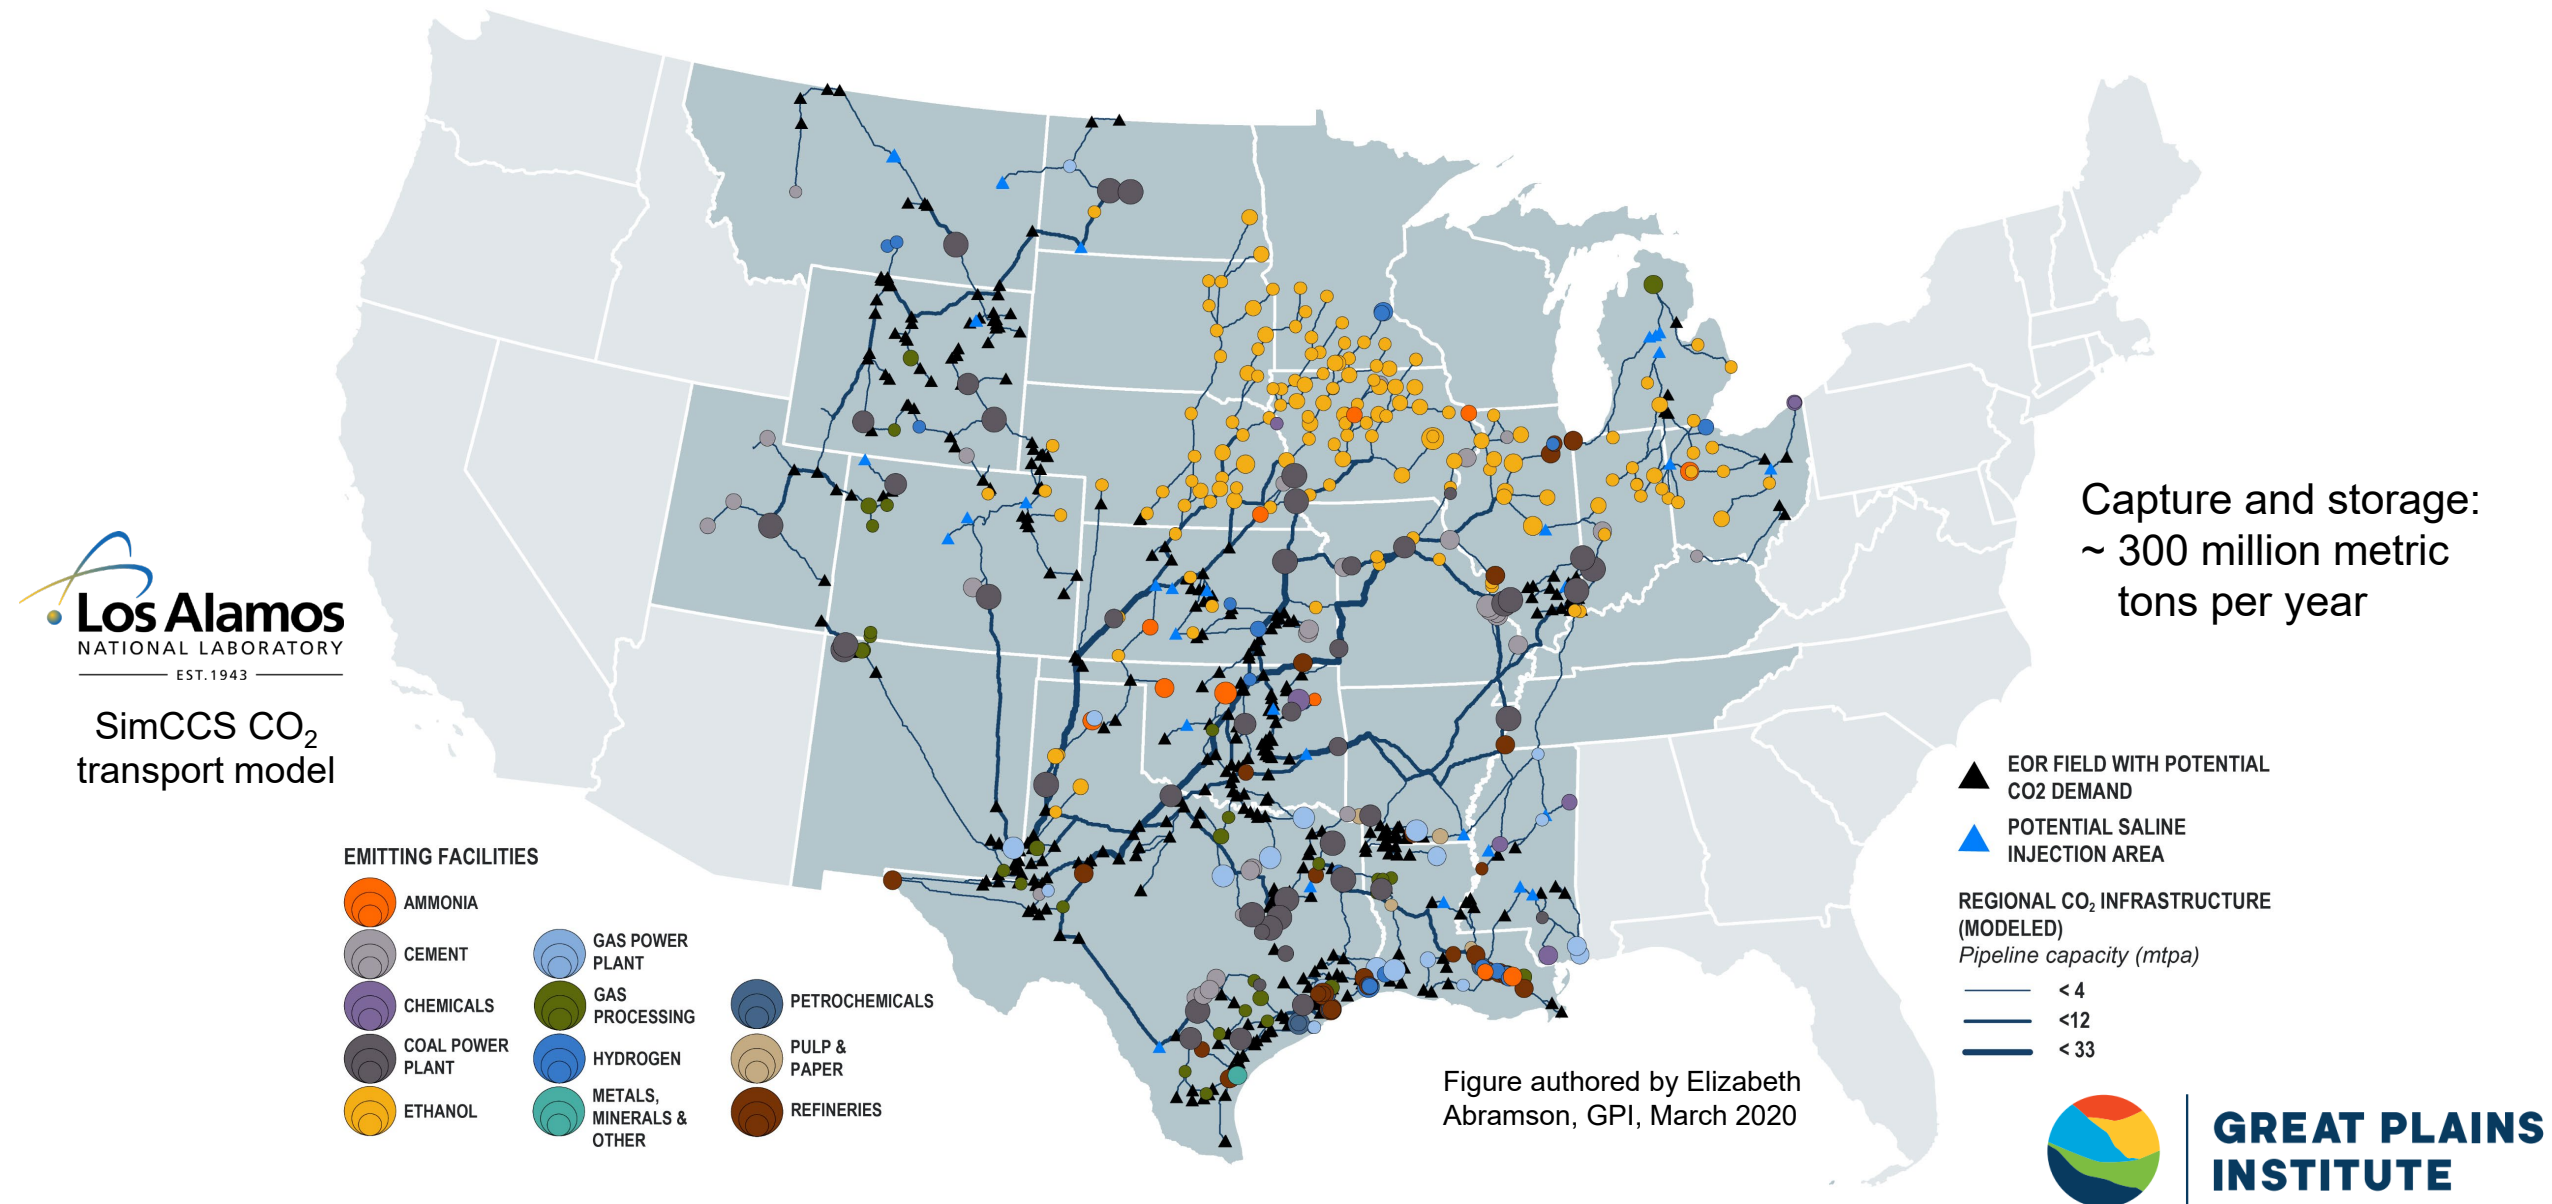 Los Alamos
NATIONAL LABORATORY
EST.1943
SimCCS CO₂
transport model
EMITTING FACILITIES
AMMONIA
CEMENT
CHEMICALS
COAL POWER
PLANT
ETHANOL
GAS POWER
PLANT
GAS
PROCESSING
HYDROGEN
METALS,
MINERALS &
OTHER
PETROCHEMICALS
PULP &
PAPER
REFINERIES
Capture and storage:
~ 300 million metric
tons per year
EOR FIELD WITH POTENTIAL
CO2 DEMAND
POTENTIAL SALINE
INJECTION AREA
REGIONAL CO₂ INFRASTRUCTURE
(MODELED)
Pipeline capacity (mtpa)
< 4
<12
< 33
Figure authored by Elizabeth
Abramson, GPI, March 2020
GREAT PLAINS
INSTITUTE